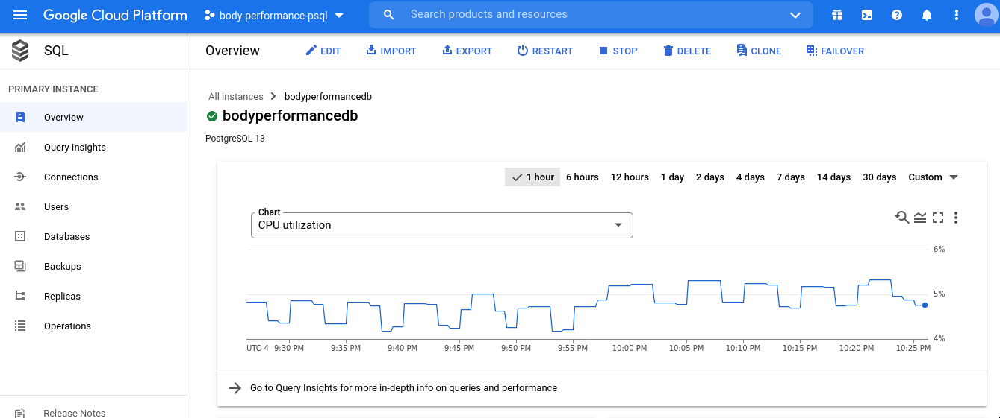 Google Cloud Platform body-performance-psql Search products and resources
SQL
Overview EDIT IMPORT EXPORT RESTART STOP DELETE CLONE FAILOVER
PRIMARY INSTANCE
Overview
Query Insights
Connections
Users
Databases
Backups
Replicas
Operations
Release Notes
All instances bodyperformancedb
bodyperformancedb
PostgreSQL 13
1 hour 6 hours 12 hours 1 day 2 days 4 days 7 days 14 days 30 days Custom
Chart
CPU utilization
6%
5%
4%
UTC-4 9:30 PM 9:35 PM 9:40 PM 9:45 PM 9:50 PM 9:55 PM 10:00 PM 10:05 PM 10:10 PM 10:15 PM 10:20 PM 10:25 PM
Go to Query Insights for more in-depth info on queries and performance